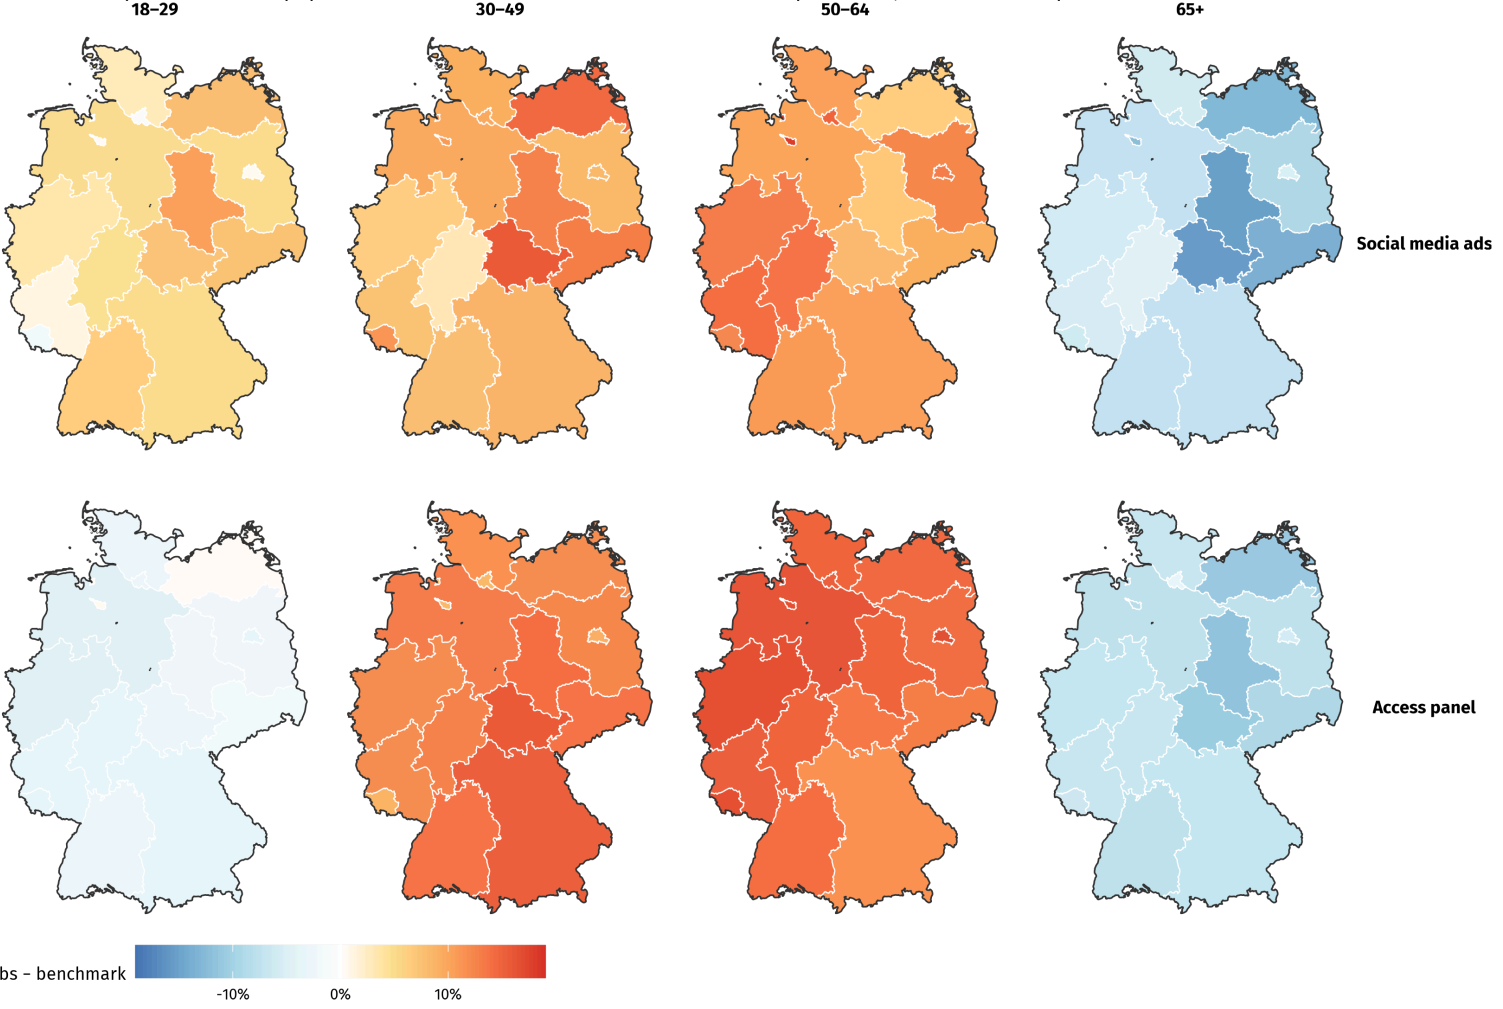 18–29 30–49 50–64 65+
Social media ads
Access panel
bs – benchmark
-10% 0% 10%